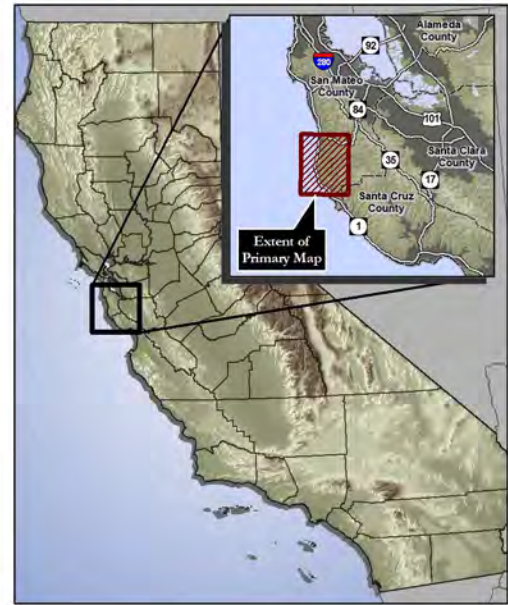 Alameda
County
92
280
San Mateo
County
84
101
Santa Clara
County
35
17
Santa Cruz
County
1
Extent of
Primary Map